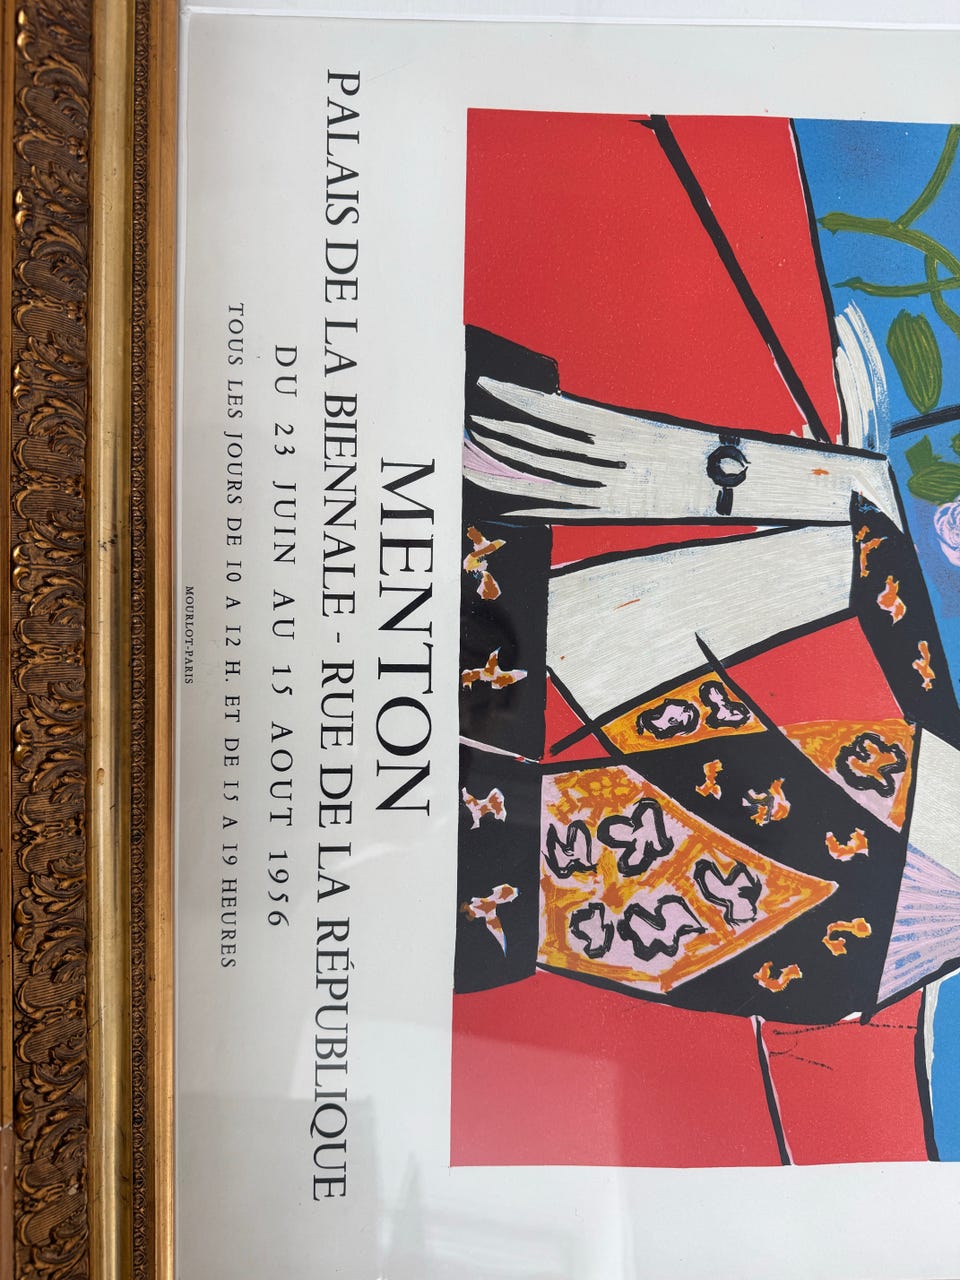 MENTON
PALAIS DE LA BIENNALE - RUE DE LA RÉPUBLIQUE
DU 23 JUIN AU 15 AOUT 1956
TOUS LES JOURS DE 10 A 12 H. ET DE 15 A 19 HEURES
MOURLOT-PARIS